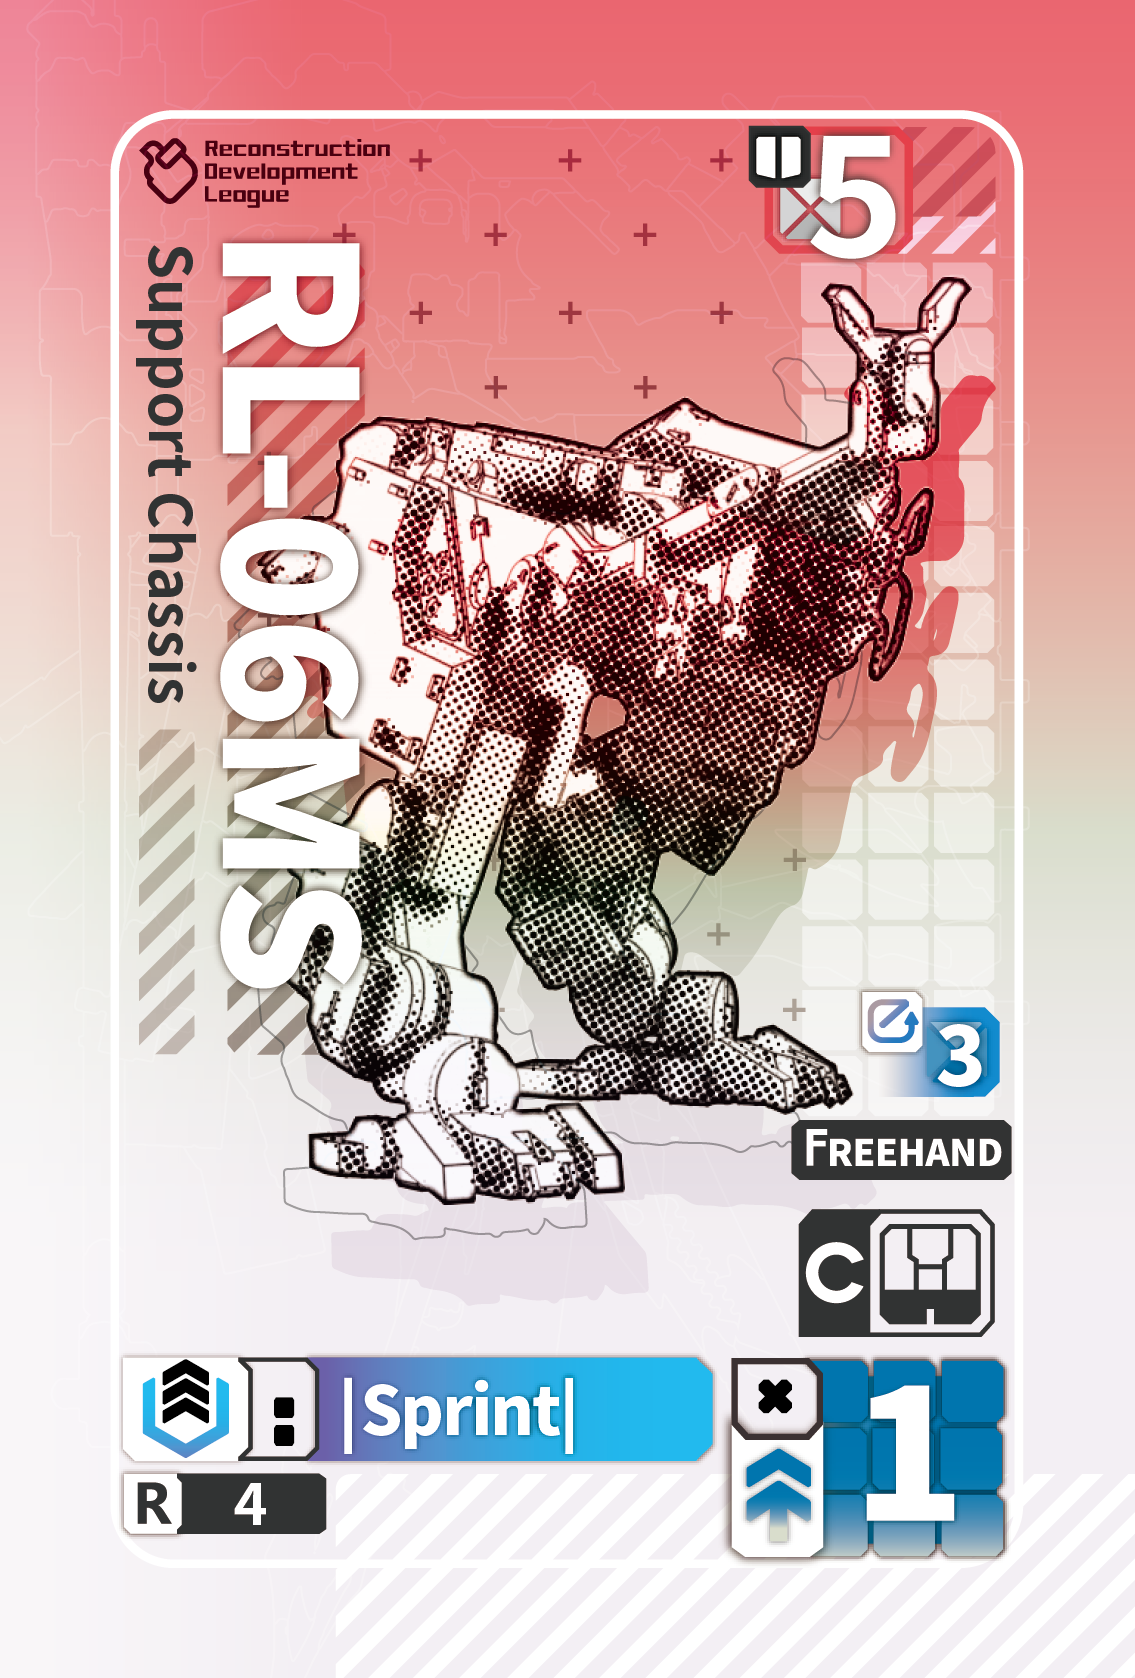 Reconstruction
Development
League
5
Support Chassis
RL-06MS
3
FREEHAND
C
|Sprint|
1
R 4